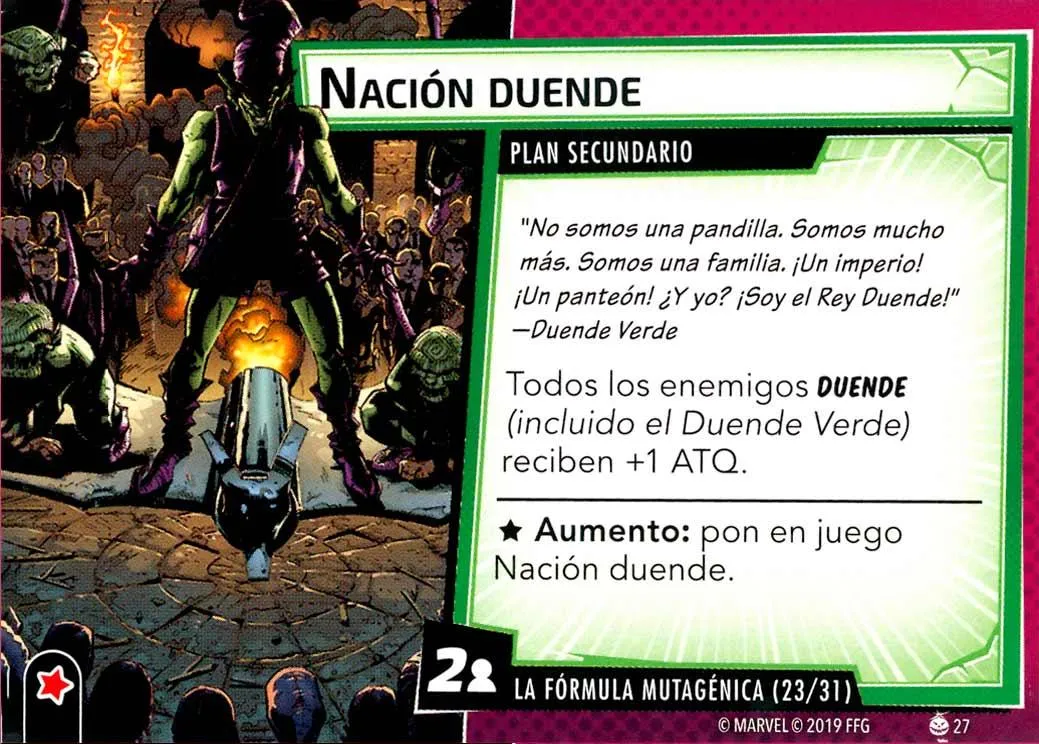 NACIÓN DUENDE
PLAN SECUNDARIO
"No somos una pandilla. Somos mucho
más. Somos una familia. ¡Un imperio!
¡Un panteón! ¿Y yo? ¡Soy el Rey Duende!"
—Duende Verde
Todos los enemigos DUENDE
(incluido el Duende Verde)
reciben +1 ATQ.
★ Aumento: pon en juego
Nación duende.
2
LA FÓRMULA MUTAGÉNICA (23/31)
© MARVEL © 2019 FFG
27